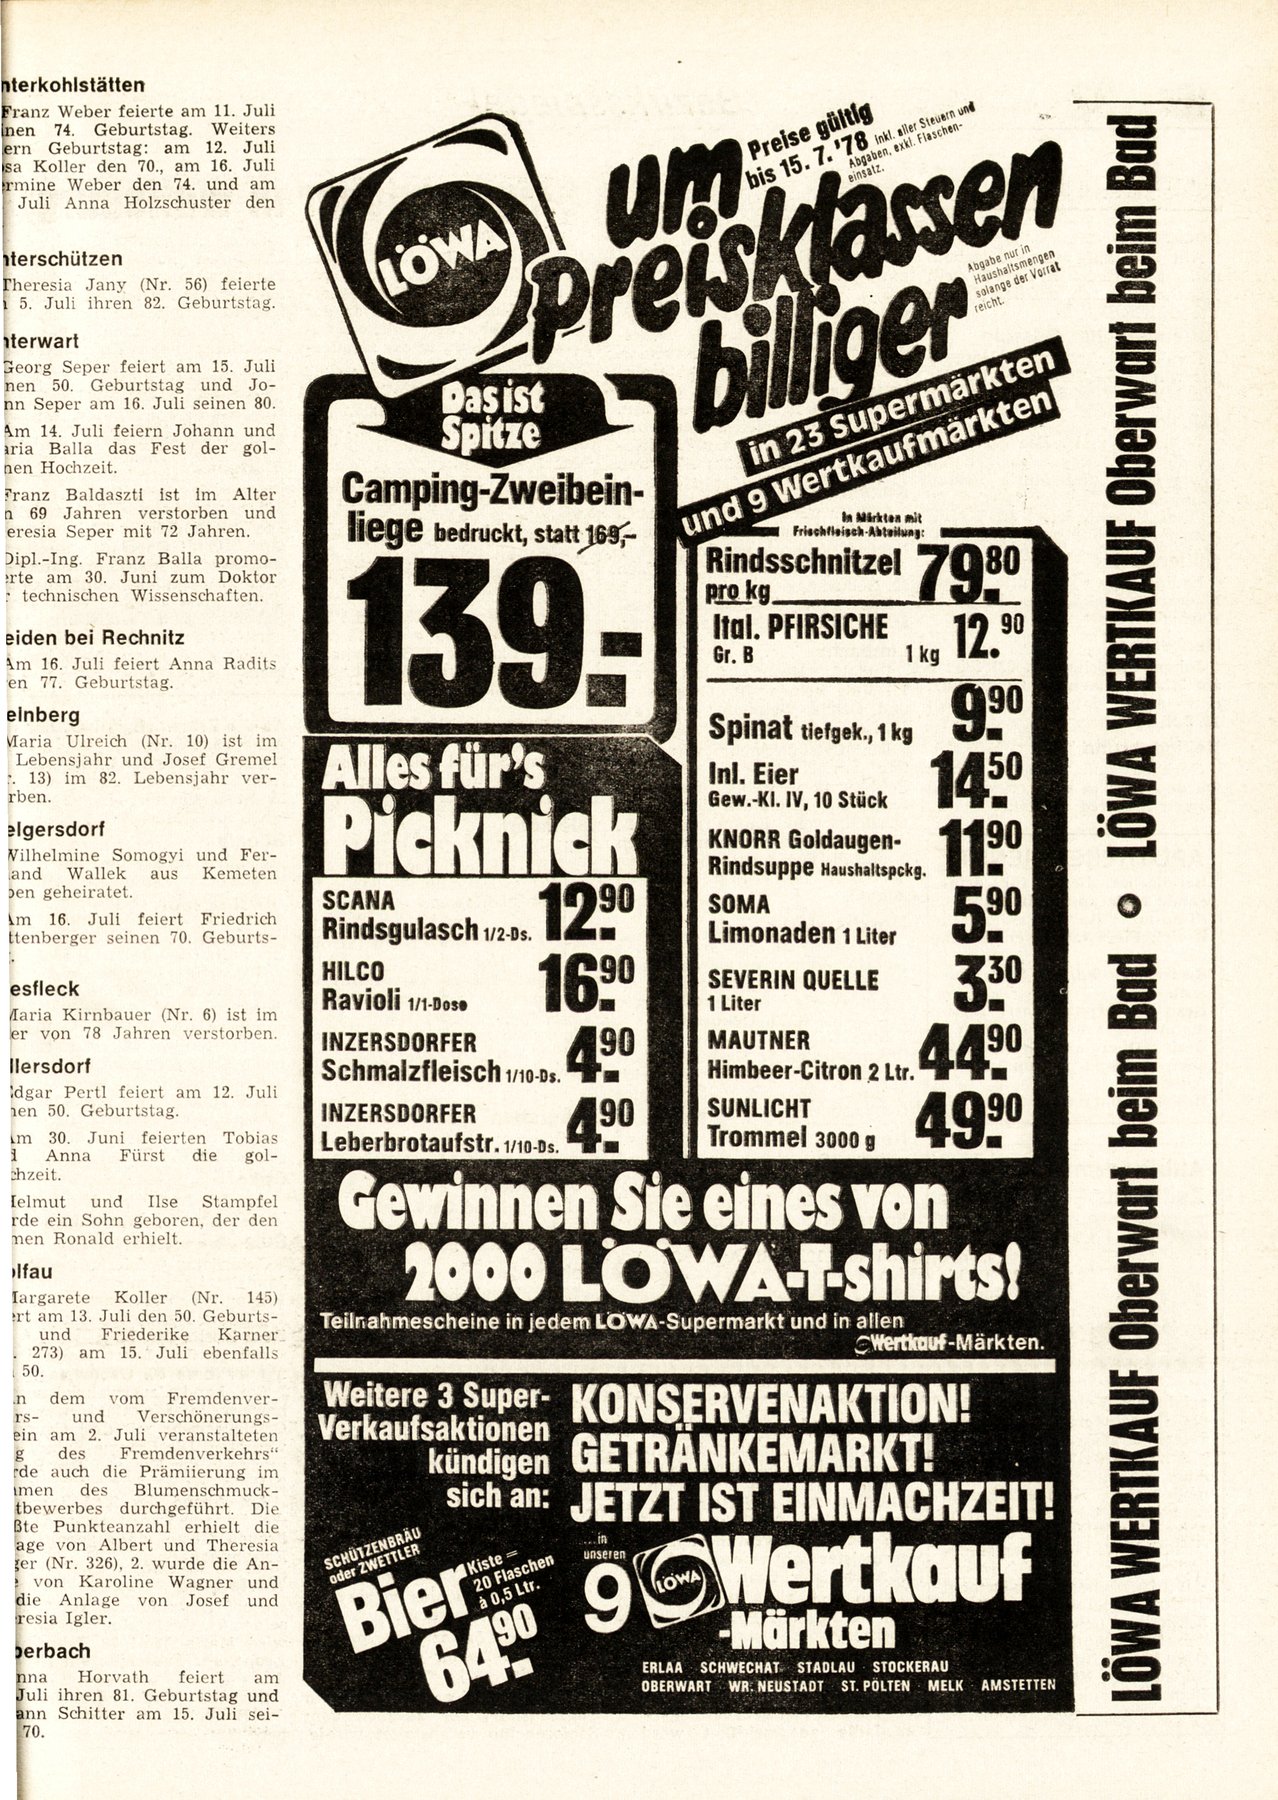 nterkohlstätten
Franz Weber feierte am 11. Juli
nen 74. Geburtstag. Weiters
ern Geburtstag: am 12. Juli
sa Koller den 70., am 16. Juli
rmine Weber den 74. und am
Juli Anna Holzschuster den
nterschützen
Theresia Jany (Nr. 56) feierte
5. Juli ihren 82. Geburtstag.
nterwart
Georg Seper feiert am 15. Juli
nen 50. Geburtstag und Jo-
nn Seper am 16. Juli seinen 80.
Am 14. Juli feiern Johann und
aria Balla das Fest der gol-
nen Hochzeit.
Franz Baldaszti ist im Alter
n 69 Jahren verstorben und
eresia Seper mit 72 Jahren.
Dipl.-Ing. Franz Balla promo-
erte am 30. Juni zum Doktor
r technischen Wissenschaften.
eiden bei Rechnitz
Am 16. Juli feiert Anna Radits
en 77. Geburtstag.
elnberg
Maria Ulreich (Nr. 10) ist im
Lebensjahr und Josef Gremel
r. 13) im 82. Lebensjahr ver-
rben.
elgersdorf
Wilhelmine Somogyi und Fer-
and Wallek aus Kemeten
ben geheiratet.
Am 16. Juli feiert Friedrich
ttenberger seinen 70. Geburts-
esfleck
Maria Kirnbauer (Nr. 6) ist im
er von 78 Jahren verstorben.
llersdorf
Edgar Pertl feiert am 12. Juli
nen 50. Geburtstag.
Am 30. Juni feierten Tobias
d Anna Fürst die gol-
chzeit.
Helmut und Ilse Stampfel
rde ein Sohn geboren, der den
men Ronald erhielt.
olfau
Margarete Koller (Nr. 145)
ert am 13. Juli den 50. Geburts-
und Friederike Karner
. 273) am 15. Juli ebenfalls
50.
n dem vom Fremdenver-
rs- und Verschönerungs-
ein am 2. Juli veranstalteten
g des Fremdenverkehrs“
rde auch die Prämiierung im
men des Blumenschmuck-
tbewerbes durchgeführt. Die
ßte Punkteanzahl erhielt die
age von Albert und Theresia
ger (Nr. 326), 2. wurde die An-
e von Karoline Wagner und
die Anlage von Josef und
resia Igler.
berbach
nna Horvath feiert am
Juli ihren 81. Geburtstag und
ann Schitter am 15. Juli sei-
70.
LÖWA
um
preisklassen
billiger
Preise gültig
bis 15. 7. '78
Inkl. aller Steuern und
Abgaben, exkl. Flaschen-
einsatz.
Abgabe nur in
Haushaltsmengen
solange der Vorrat
reicht.
in 23 Supermärkten
und 9 Wertkaufmärkten
Das ist
Spitze
Camping-Zweibein-
liege bedruckt, statt 169,-
139.-
In Märkten mit
Frischfleisch-Abteilung:
Rindsschnitzel 79.80
pro kg
Ital. PFIRSICHE
Gr. B 1 kg 12.90
Spinat tiefgek., 1 kg 9.90
Inl. Eier
Gew.-Kl. IV, 10 Stück 14.50
KNORR Goldaugen-
Rindsuppe Haushaltspckg. 11.90
SOMA
Limonaden 1 Liter 5.90
SEVERIN QUELLE
1 Liter 3.30
MAUTNER
Himbeer-Citron 2 Ltr. 44.90
SUNLICHT
Trommel 3000 g 49.90
Alles für's
Picknick
SCANA
Rindsgulasch 1/2-Ds. 12.90
HILCO
Ravioli 1/1-Dose 16.90
INZERSDORFER
Schmalzfleisch 1/10-Ds. 4.90
INZERSDORFER
Leberbrotaufstr. 1/10-Ds. 4.90
Gewinnen Sie eines von
2000 LÖWA-T-shirts!
Teilnahmescheine in jedem LÖWA-Supermarkt und in allen
Wertkauf-Märkten.
Weitere 3 Super-
Verkaufsaktionen
kündigen
sich an:
KONSERVENAKTION!
GETRÄNKEMARKT!
JETZT IST EINMACHZEIT!
SCHÜTZENBRÄU
oder ZWETTLER
Bier Kiste =
20 Flaschen
à 0,5 Ltr.
64.90
...in
unseren
9 LÖWA Wertkauf
-Märkten
ERLAA SCHWECHAT STADLAU STOCKERAU
OBERWART WR. NEUSTADT ST. PÖLTEN MELK AMSTETTEN
LÖWA WERTKAUF Oberwart beim Bad • LÖWA WERTKAUF Oberwart beim Bad